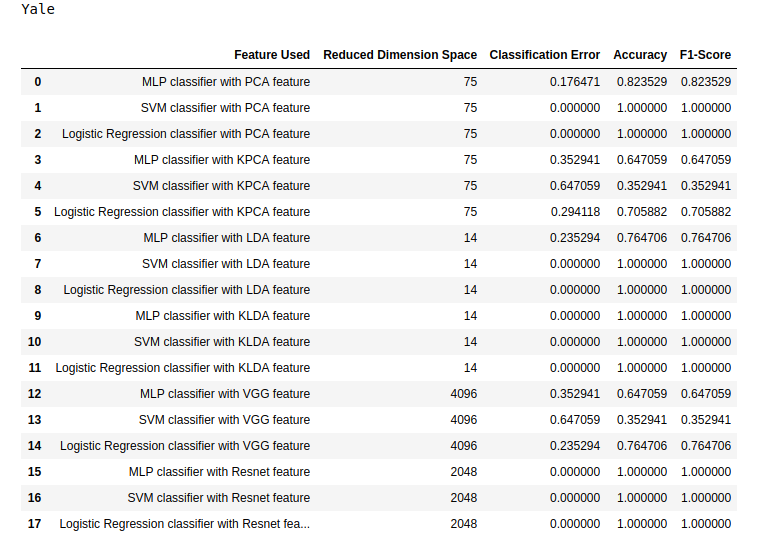 Yale
Feature Used Reduced Dimension Space Classification Error Accuracy F1-Score
0 MLP classifier with PCA feature 75 0.176471 0.823529 0.823529
1 SVM classifier with PCA feature 75 0.000000 1.000000 1.000000
2 Logistic Regression classifier with PCA feature 75 0.000000 1.000000 1.000000
3 MLP classifier with KPCA feature 75 0.352941 0.647059 0.647059
4 SVM classifier with KPCA feature 75 0.647059 0.352941 0.352941
5 Logistic Regression classifier with KPCA feature 75 0.294118 0.705882 0.705882
6 MLP classifier with LDA feature 14 0.235294 0.764706 0.764706
7 SVM classifier with LDA feature 14 0.000000 1.000000 1.000000
8 Logistic Regression classifier with LDA feature 14 0.000000 1.000000 1.000000
9 MLP classifier with KLDA feature 14 0.000000 1.000000 1.000000
10 SVM classifier with KLDA feature 14 0.000000 1.000000 1.000000
11 Logistic Regression classifier with KLDA feature 14 0.000000 1.000000 1.000000
12 MLP classifier with VGG feature 4096 0.352941 0.647059 0.647059
13 SVM classifier with VGG feature 4096 0.647059 0.352941 0.352941
14 Logistic Regression classifier with VGG feature 4096 0.235294 0.764706 0.764706
15 MLP classifier with Resnet feature 2048 0.000000 1.000000 1.000000
16 SVM classifier with Resnet feature 2048 0.000000 1.000000 1.000000
17 Logistic Regression classifier with Resnet fea... 2048 0.000000 1.000000 1.000000